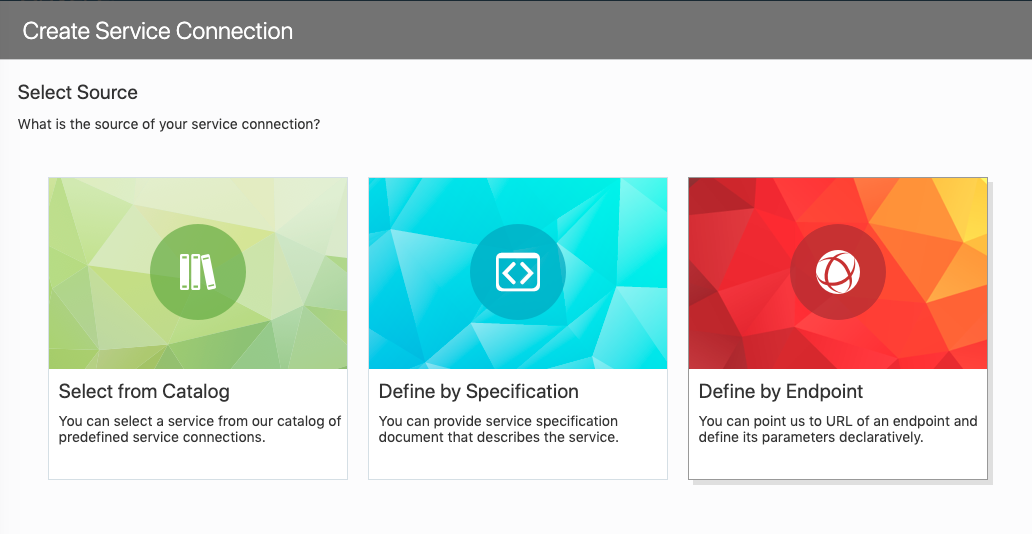 Create Service Connection
Select Source
What is the source of your service connection?
Select from Catalog
You can select a service from our catalog of
predefined service connections.
Define by Specification
You can provide service specification
document that describes the service.
Define by Endpoint
You can point us to URL of an endpoint and
define its parameters declaratively.